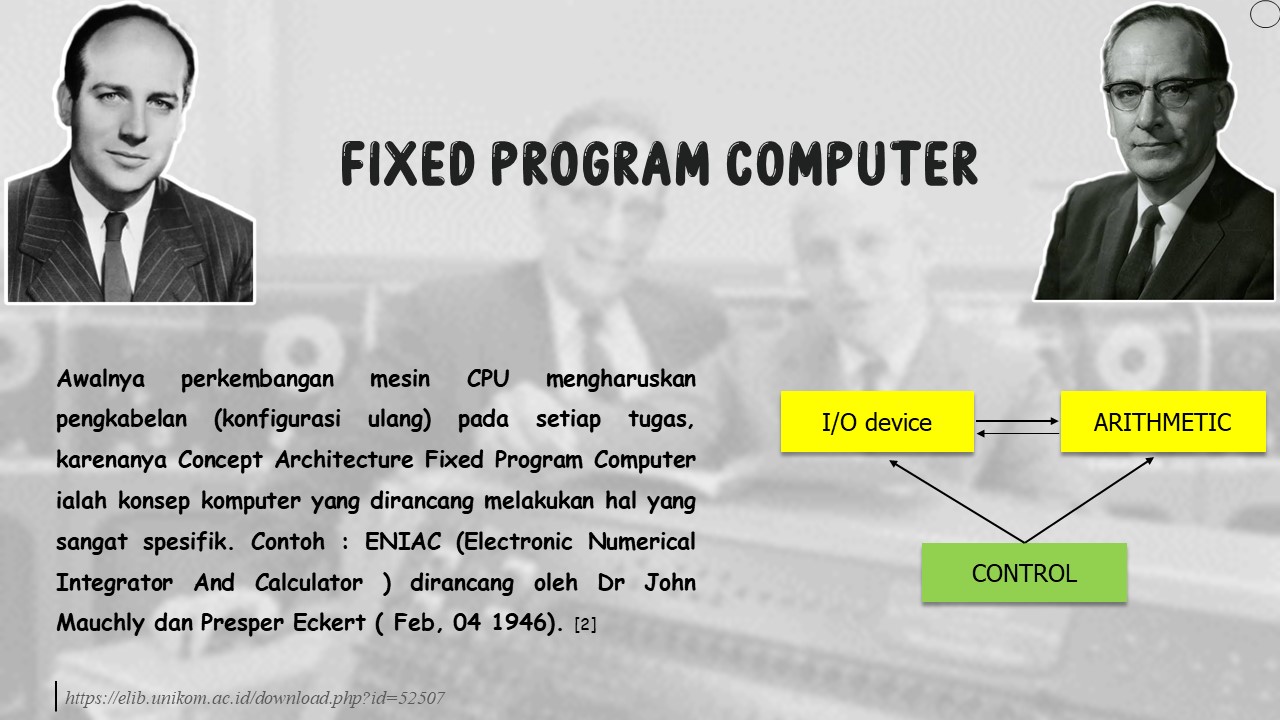 FIXED PROGRAM COMPUTER
Awalnya perkembangan mesin CPU mengharuskan
pengkabelan (konfigurasi ulang) pada setiap tugas,
karenanya Concept Architecture Fixed Program Computer
ialah konsep komputer yang dirancang melakukan hal yang
sangat spesifik. Contoh : ENIAC (Electronic Numerical
Integrator And Calculator ) dirancang oleh Dr John
Mauchly dan Presper Eckert ( Feb, 04 1946). [2]
I/O device
ARITHMETIC
CONTROL
https://elib.unikom.ac.id/download.php?id=52507